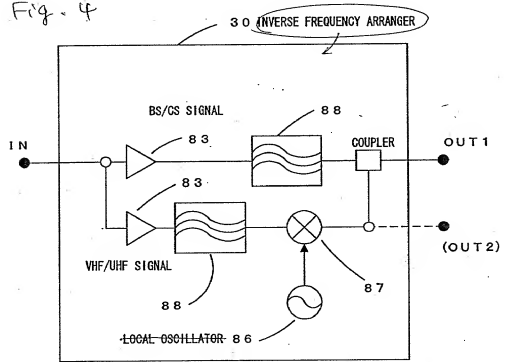 Fig. 4
30 INVERSE FREQUENCY ARRANGER
BS/CS SIGNAL
88
83
COUPLER
IN
OUT1
83
(OUT2)
VHF/UHF SIGNAL
87
88
LOCAL OSCILLATOR 86